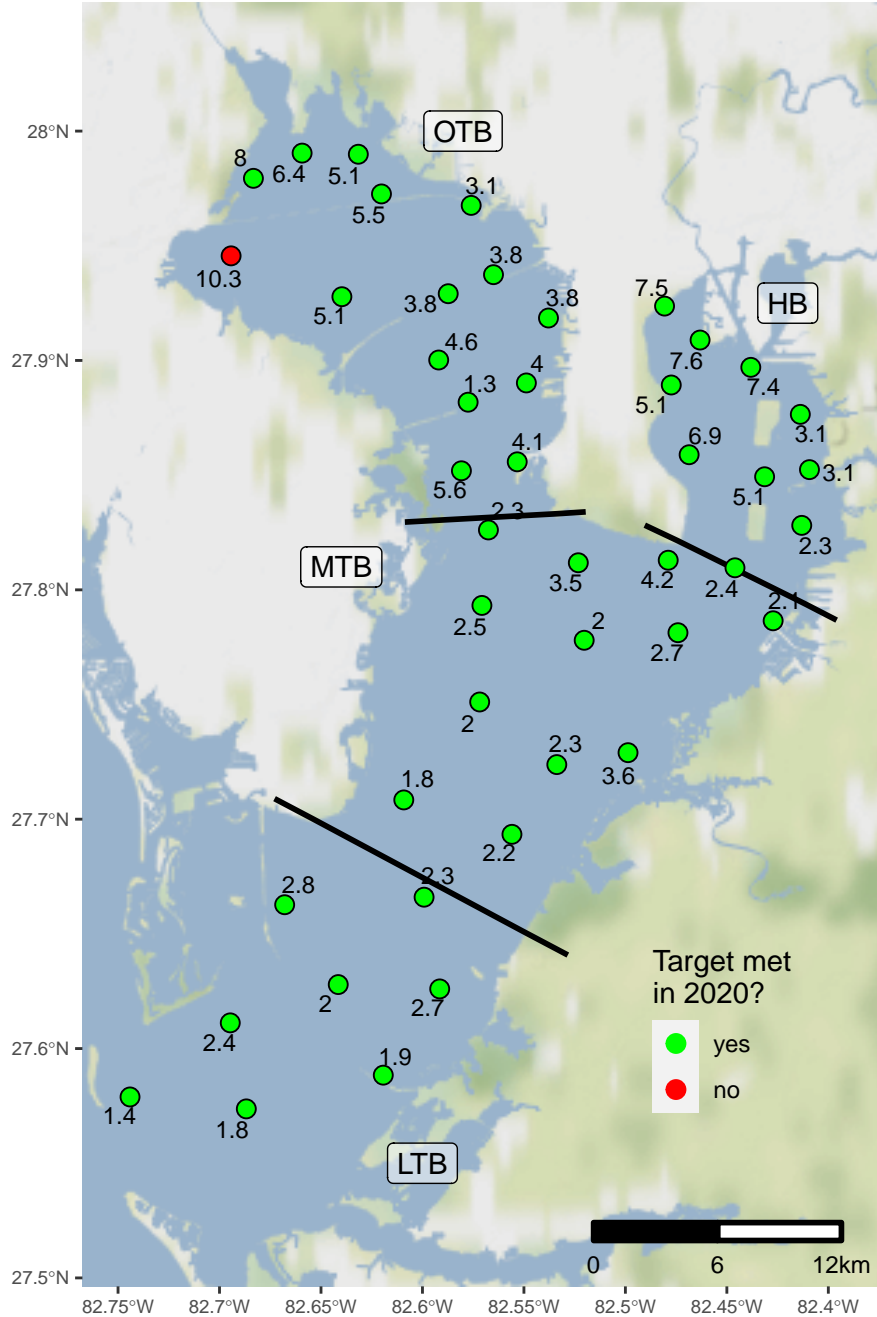 28°N
27.9°N
27.8°N
27.7°N
27.6°N
27.5°N
OTB
8
6.4
5.1
5.5
3.1
10.3
3.8
3.8
5.1
3.8
7.5
HB
4.6
7.6
4
7.4
1.3
5.1
3.1
4.1
6.9
3.1
5.6
5.1
2.3
2.3
MTB
3.5
4.2
2.4
2.1
2.5
2
2.7
2
2.3
3.6
1.8
2.2
2.3
2.8
2
2.7
2.4
1.9
1.4
1.8
LTB
Target met
in 2020?
yes
no
0 6 12km
82.75°W 82.7°W 82.65°W 82.6°W 82.55°W 82.5°W 82.45°W 82.4°W